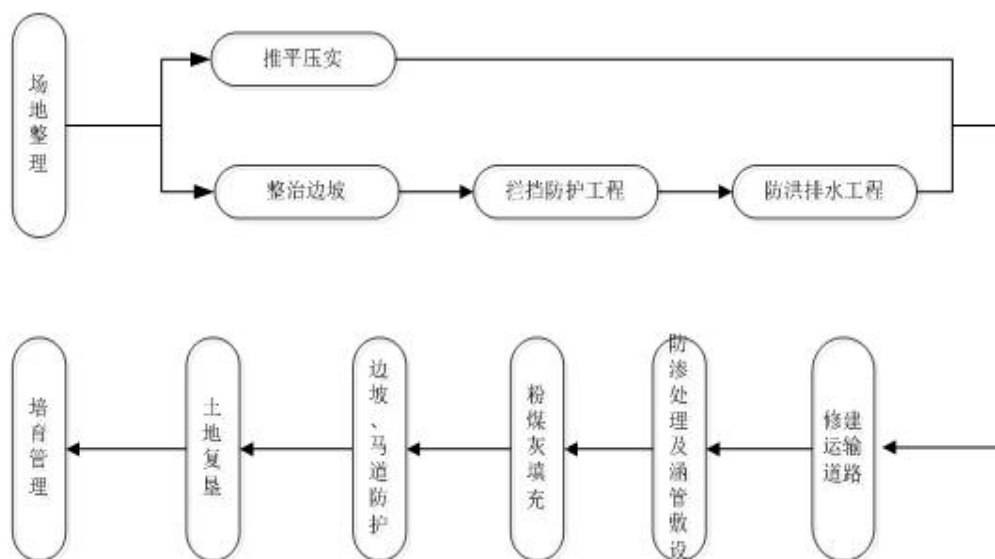 场地整理
推平压实
整治边坡
拦挡防护工程
防洪排水工程
培育管理
土地复垦
边坡、马道防护
粉煤灰填充
防渗处理及涵管敷设
修建
运输
道路